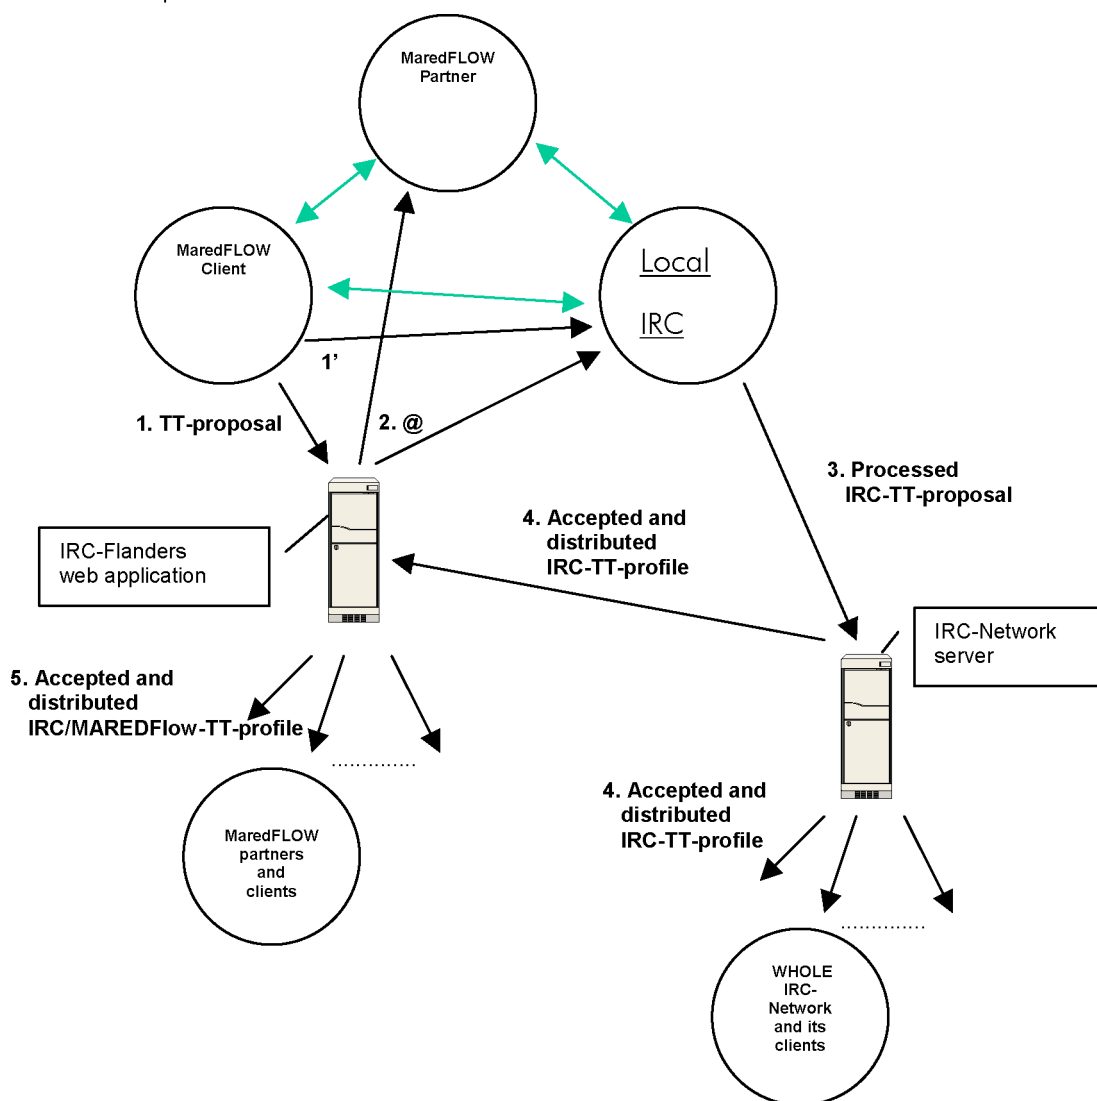 MaredFLOW
Partner
MaredFLOW
Client
Local
IRC
1’
1. TT-proposal
2. @
3. Processed
IRC-TT-proposal
4. Accepted and
distributed
IRC-TT-profile
IRC-Flanders
web application
IRC-Network
server
5. Accepted and
distributed
IRC/MAREDFlow-TT-profile
4. Accepted and
distributed
IRC-TT-profile
MaredFLOW
partners
and
clients
WHOLE
IRC-
Network
and its
clients